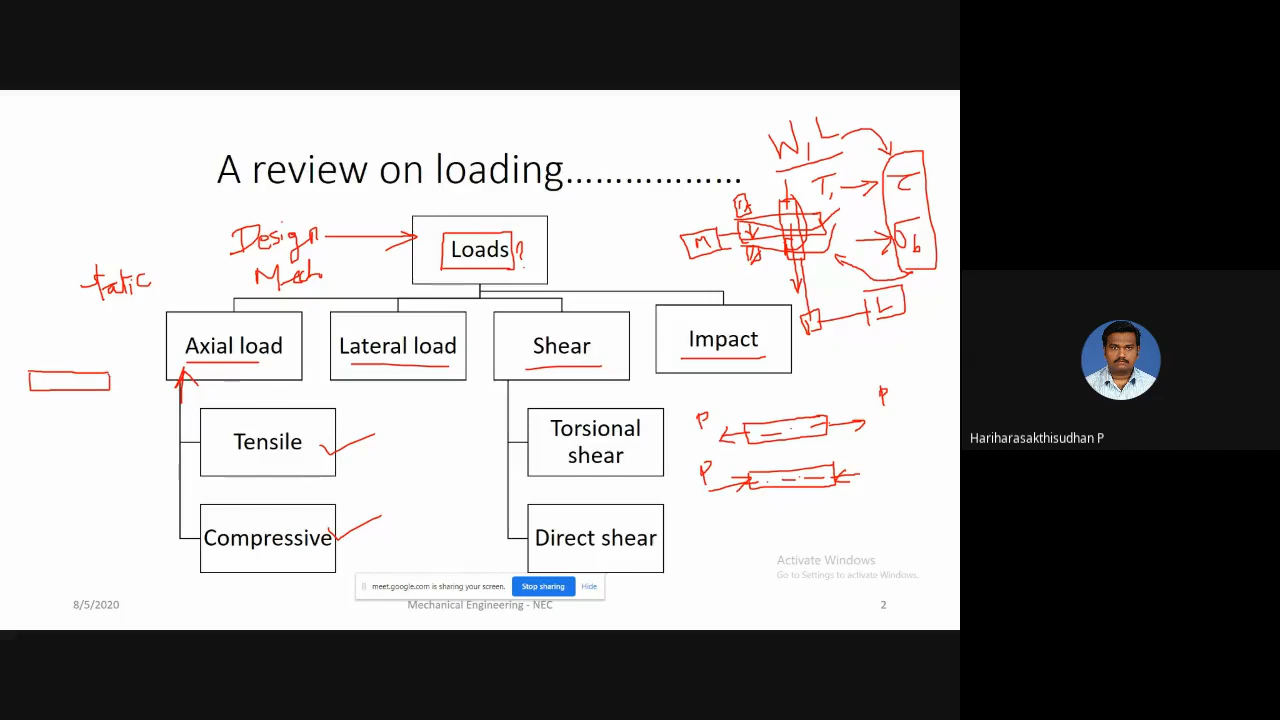 A review on loading………………
W, L
T,
τ
σb
M
L
Design
Mech
Loads ?
tatic
Axial load
Lateral load
Shear
Impact
P
P
Tensile
Torsional
shear
P
Compressive
Direct shear
Hariharasakthisudhan P
Activate Windows
Go to Settings to activate Windows.
meet.google.com is sharing your screen.
Stop sharing
Hide
8/5/2020
Mechanical Engineering - NEC
2